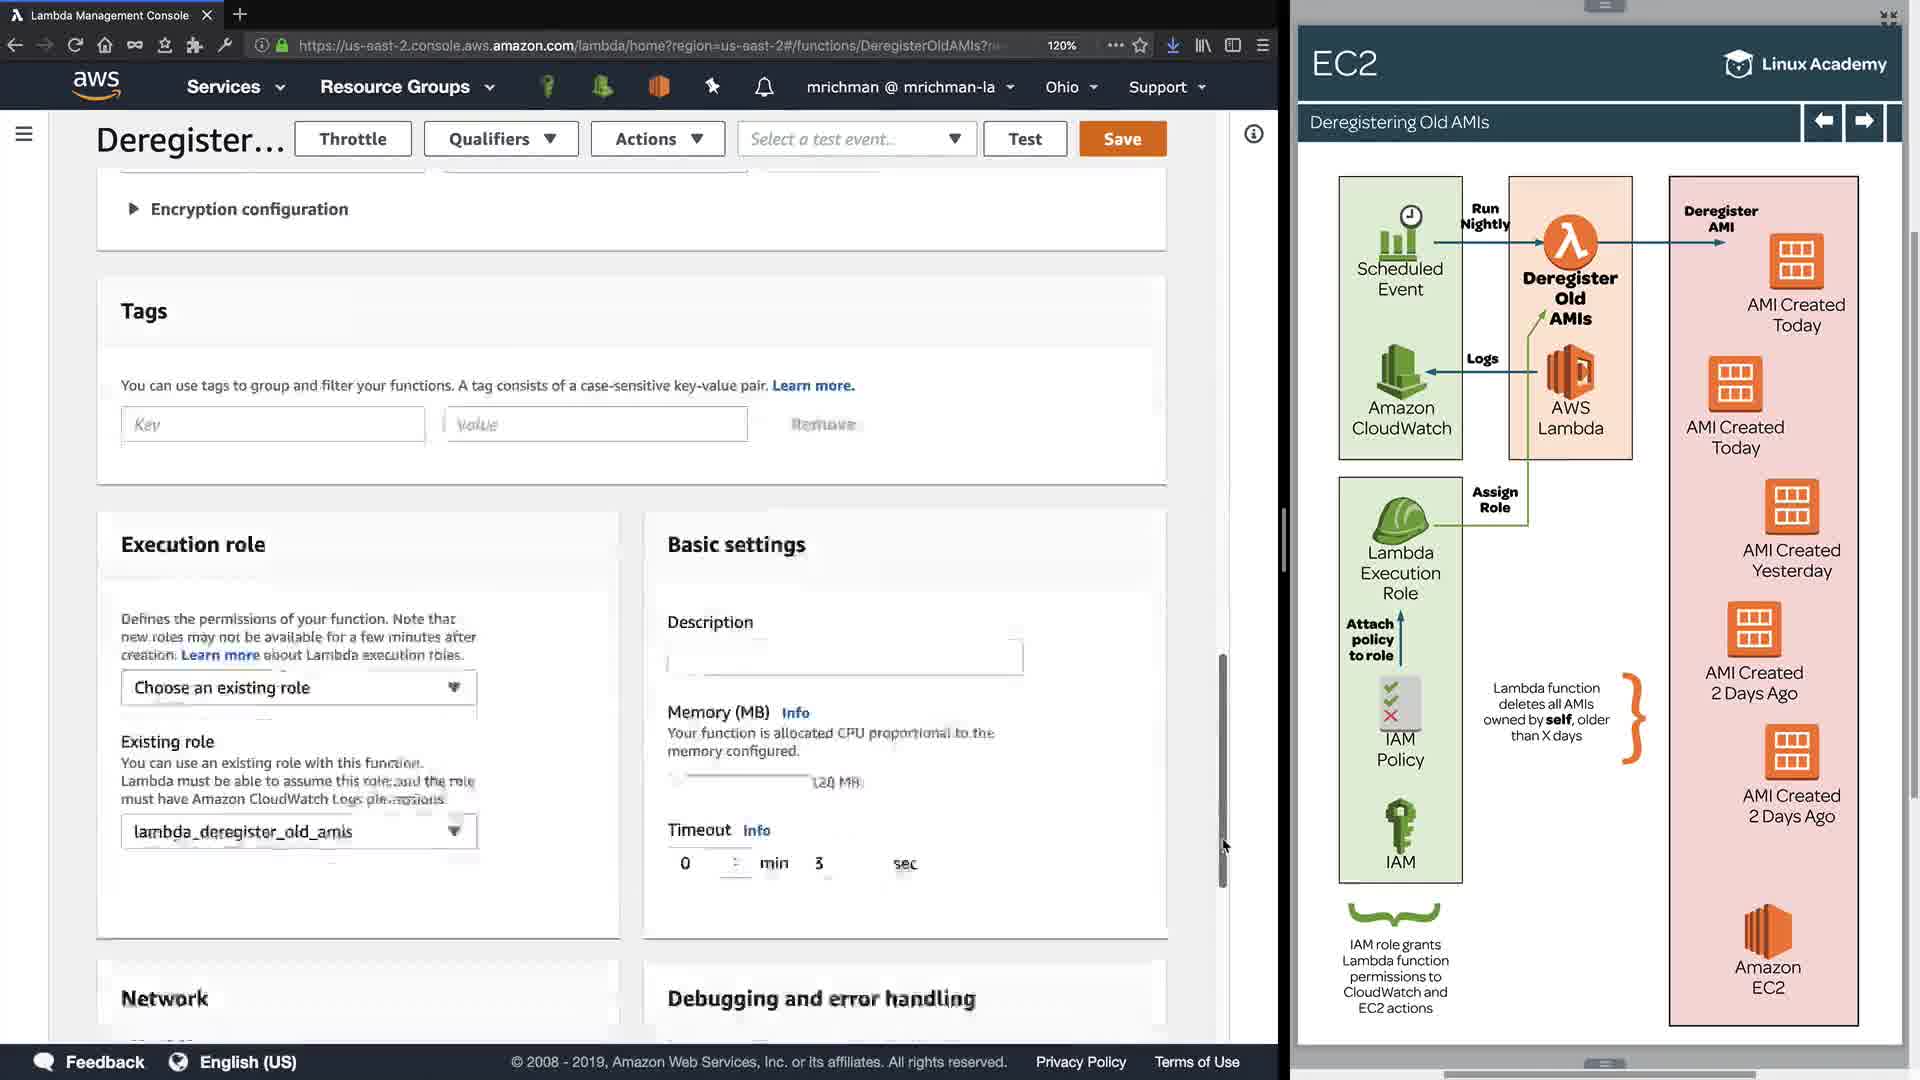 Lambda Management Console
https://us-east-2.console.aws.amazon.com/lambda/home?region=us-east-2#/functions/DeregisterOldAMIs?
120%
aws
Services
Resource Groups
mrichman @ mrichman-la
Ohio
Support
Deregister...
Throttle
Qualifiers
Actions
Select a test event..
Test
Save
Encryption configuration
Tags
You can use tags to group and filter your functions. A tag consists of a case-sensitive key-value pair. Learn more.
Key
Value
Remove
Execution role
Defines the permissions of your function. Note that
new roles may not be available for a few minutes after
creation. Learn more about Lambda execution roles.
Choose an existing role
Existing role
You can use an existing role with this function.
Lambda must be able to assume this role, and the role
must have Amazon CloudWatch Logs permissions.
lambda_deregister_old_amis
Basic settings
Description
Memory (MB) Info
Your function is allocated CPU proportional to the
memory configured.
128 MB
Timeout Info
0 min 3 sec
Network
Debugging and error handling
Feedback
English (US)
© 2008 - 2019, Amazon Web Services, Inc. or its affiliates. All rights reserved.
Privacy Policy
Terms of Use
EC2
Linux Academy
Deregistering Old AMIs
Scheduled
Event
Run
Nightly
Deregister
Old
AMIs
Deregister
AMI
AMI Created
Today
Logs
Amazon
CloudWatch
AWS
Lambda
AMI Created
Today
Assign
Role
Lambda
Execution
Role
AMI Created
Yesterday
Attach
policy
to role
IAM
Policy
IAM
Lambda function
deletes all AMIs
owned by self, older
than X days
AMI Created
2 Days Ago
AMI Created
2 Days Ago
IAM role grants
Lambda function
permissions to
CloudWatch and
EC2 actions
Amazon
EC2